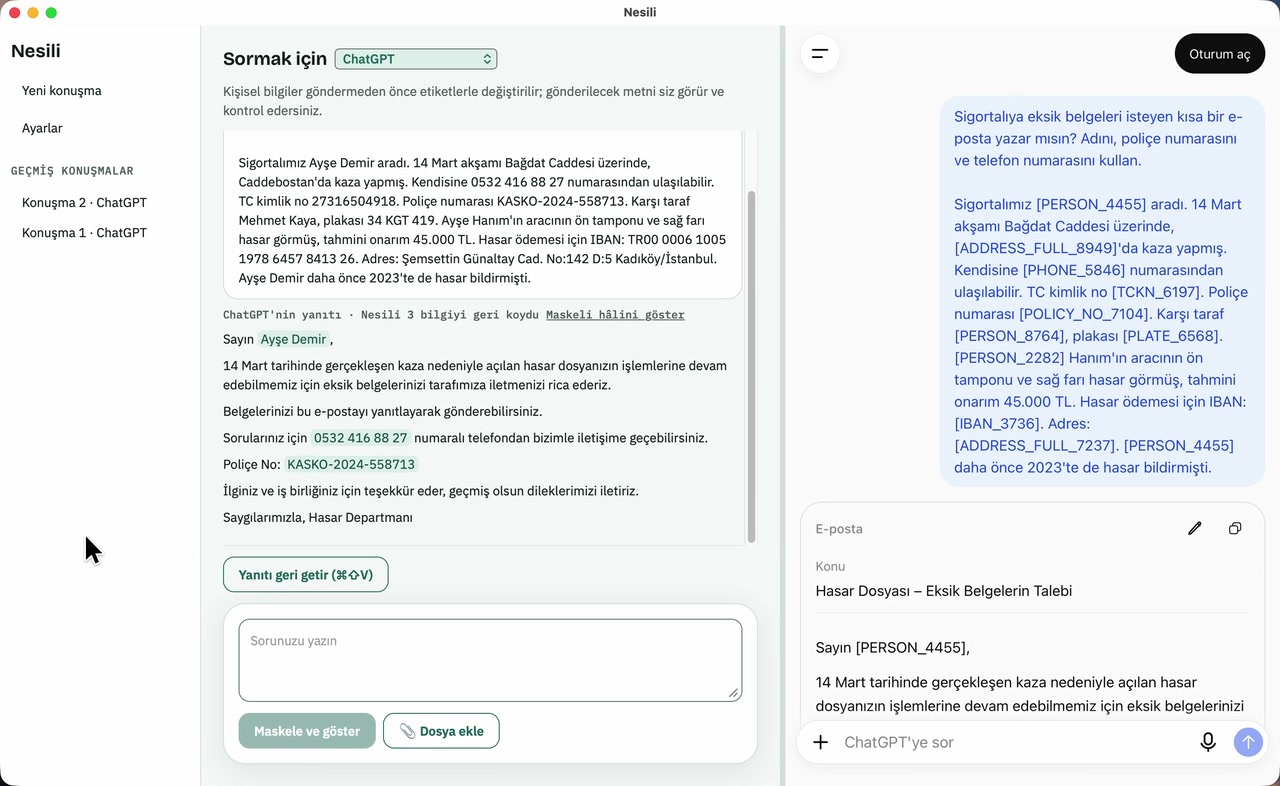 Nesili
Nesili
Yeni konuşma
Ayarlar
GEÇMİŞ KONUŞMALAR
Konuşma 2 · ChatGPT
Konuşma 1 · ChatGPT
Sormak için ChatGPT
Kişisel bilgiler göndermeden önce etiketlerle değiştirilir; gönderilecek metni siz görür ve
kontrol edersiniz.
Sigortalımız Ayşe Demir aradı. 14 Mart akşamı Bağdat Caddesi üzerinde,
Caddebostan'da kaza yapmış. Kendisine 0532 416 88 27 numarasından ulaşılabilir.
TC kimlik no 27316504918. Poliçe numarası KASKO-2024-558713. Karşı taraf
Mehmet Kaya, plakası 34 KGT 419. Ayşe Hanım'ın aracının ön tamponu ve sağ farı
hasar görmüş, tahmini onarım 45.000 TL. Hasar ödemesi için IBAN: TR00 0006 1005
1978 6457 8413 26. Adres: Şemsettin Günaltay Cad. No:142 D:5 Kadıköy/İstanbul.
Ayşe Demir daha önce 2023'te de hasar bildirmişti.
ChatGPT'nin yanıtı · Nesili 3 bilgiyi geri koydu Maskeli hâlini göster
Sayın Ayşe Demir,
14 Mart tarihinde gerçekleşen kaza nedeniyle açılan hasar dosyanızın işlemlerine devam
edebilmemiz için eksik belgelerinizi tarafımıza iletmenizi rica ederiz.
Belgelerinizi bu e-postayı yanıtlayarak gönderebilirsiniz.
Sorularınız için 0532 416 88 27 numaralı telefondan bizimle iletişime geçebilirsiniz.
Poliçe No: KASKO-2024-558713
İlginiz ve iş birliğiniz için teşekkür eder, geçmiş olsun dileklerimizi iletiriz.
Saygılarımızla, Hasar Departmanı
Yanıtı geri getir (⌘⇧V)
Sorunuzu yazın
Maskele ve göster
Dosya ekle
Oturum aç
Sigortalıya eksik belgeleri isteyen kısa bir e-
posta yazar mısın? Adını, poliçe numarasını
ve telefon numarasını kullan.
Sigortalımız [PERSON_4455] aradı. 14 Mart
akşamı Bağdat Caddesi üzerinde,
[ADDRESS_FULL_8949]'da kaza yapmış.
Kendisine [PHONE_5846] numarasından
ulaşılabilir. TC kimlik no [TCKN_6197]. Poliçe
numarası [POLICY_NO_7104]. Karşı taraf
[PERSON_8764], plakası [PLATE_6568].
[PERSON_2282] Hanım'ın aracının ön
tamponu ve sağ farı hasar görmüş, tahmini
onarım 45.000 TL. Hasar ödemesi için IBAN:
[IBAN_3736]. Adres:
[ADDRESS_FULL_7237]. [PERSON_4455]
daha önce 2023'te de hasar bildirmişti.
E-posta
Konu
Hasar Dosyası – Eksik Belgelerin Talebi
Sayın [PERSON_4455],
14 Mart tarihinde gerçekleşen kaza nedeniyle açılan hasar
dosyanızın işlemlerine devam edebilmemiz için eksik belgelerinizi
ChatGPT'ye sor